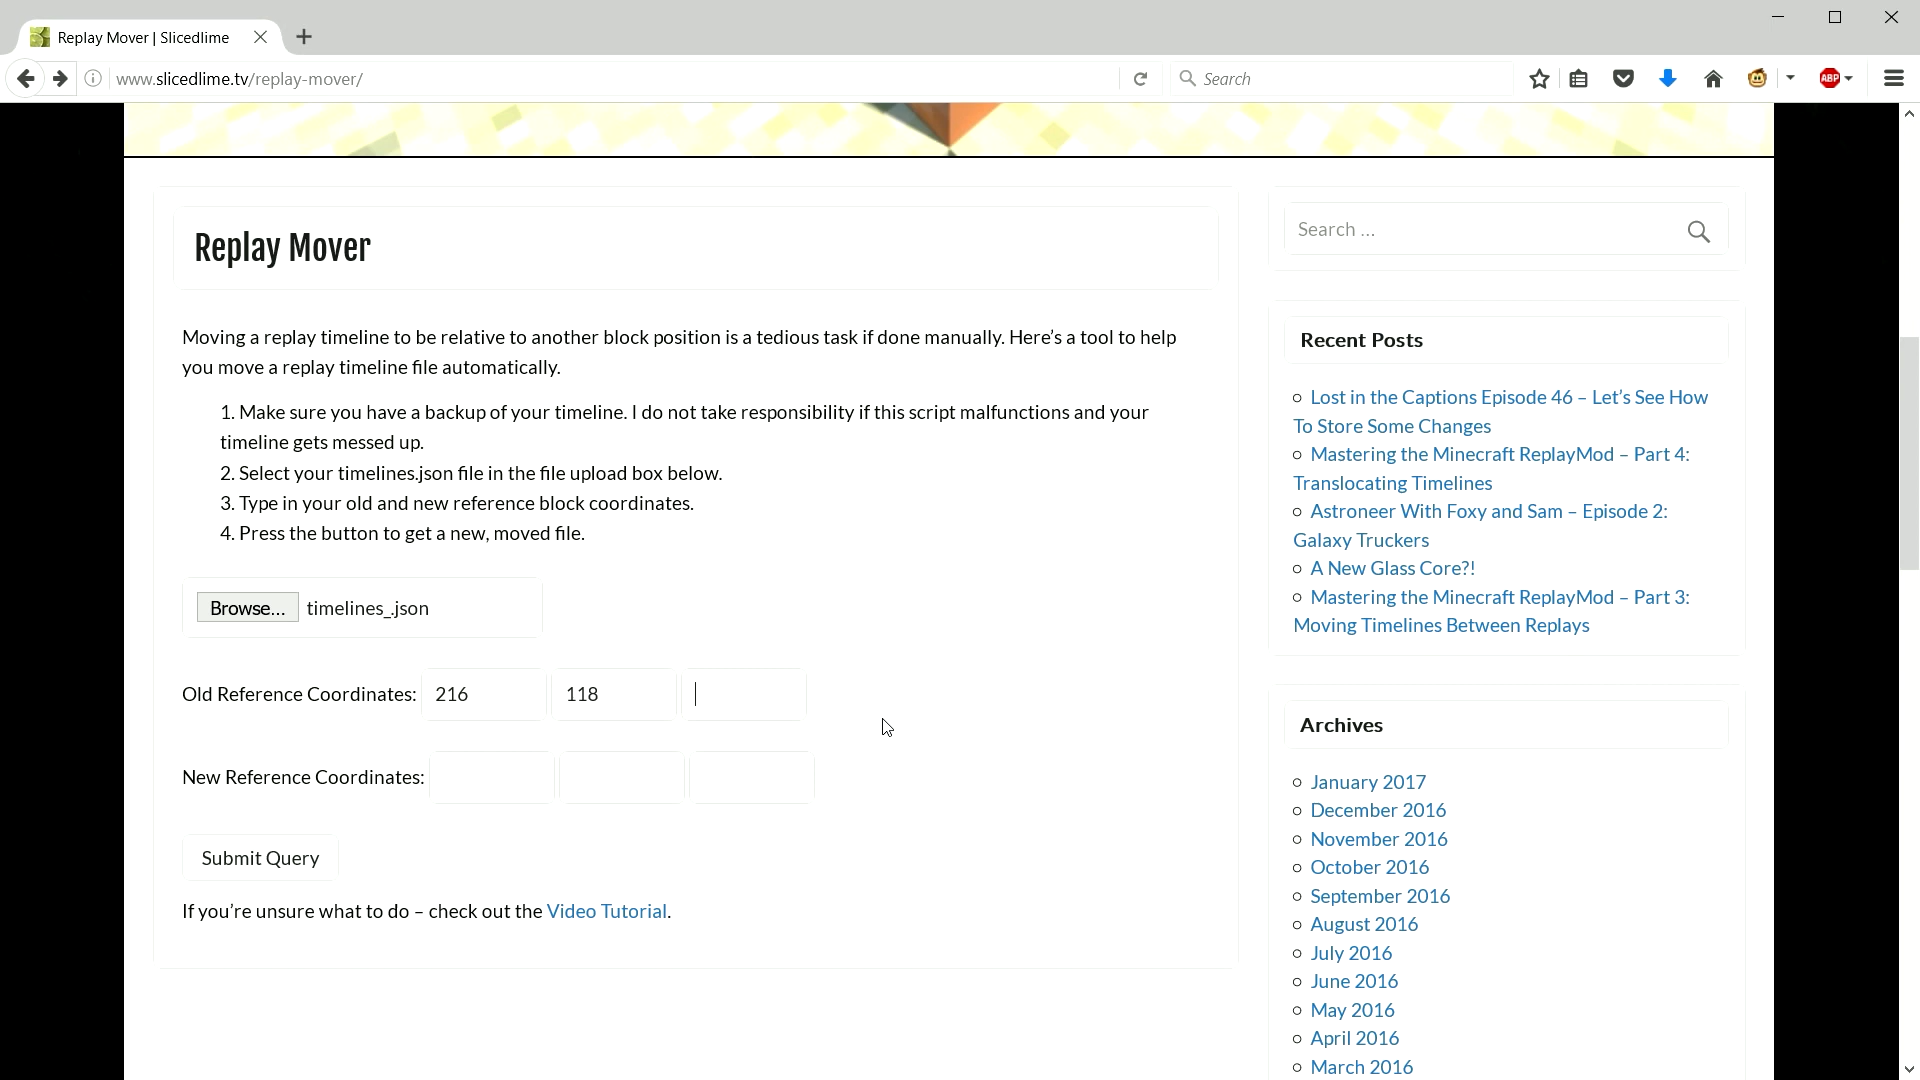 Replay Mover | Slicedlime
www.slicedlime.tv/replay-mover/
Search
ABP
Replay Mover
Moving a replay timeline to be relative to another block position is a tedious task if done manually. Here’s a tool to help
you move a replay timeline file automatically.
1. Make sure you have a backup of your timeline. I do not take responsibility if this script malfunctions and your
timeline gets messed up.
2. Select your timelines.json file in the file upload box below.
3. Type in your old and new reference block coordinates.
4. Press the button to get a new, moved file.
Browse... timelines_.json
Old Reference Coordinates: 216 118
New Reference Coordinates:
Submit Query
If you’re unsure what to do – check out the Video Tutorial.
Search …
Recent Posts
Lost in the Captions Episode 46 – Let’s See How
To Store Some Changes
Mastering the Minecraft ReplayMod – Part 4:
Translocating Timelines
Astroneer With Foxy and Sam – Episode 2:
Galaxy Truckers
A New Glass Core?!
Mastering the Minecraft ReplayMod – Part 3:
Moving Timelines Between Replays
Archives
January 2017
December 2016
November 2016
October 2016
September 2016
August 2016
July 2016
June 2016
May 2016
April 2016
March 2016